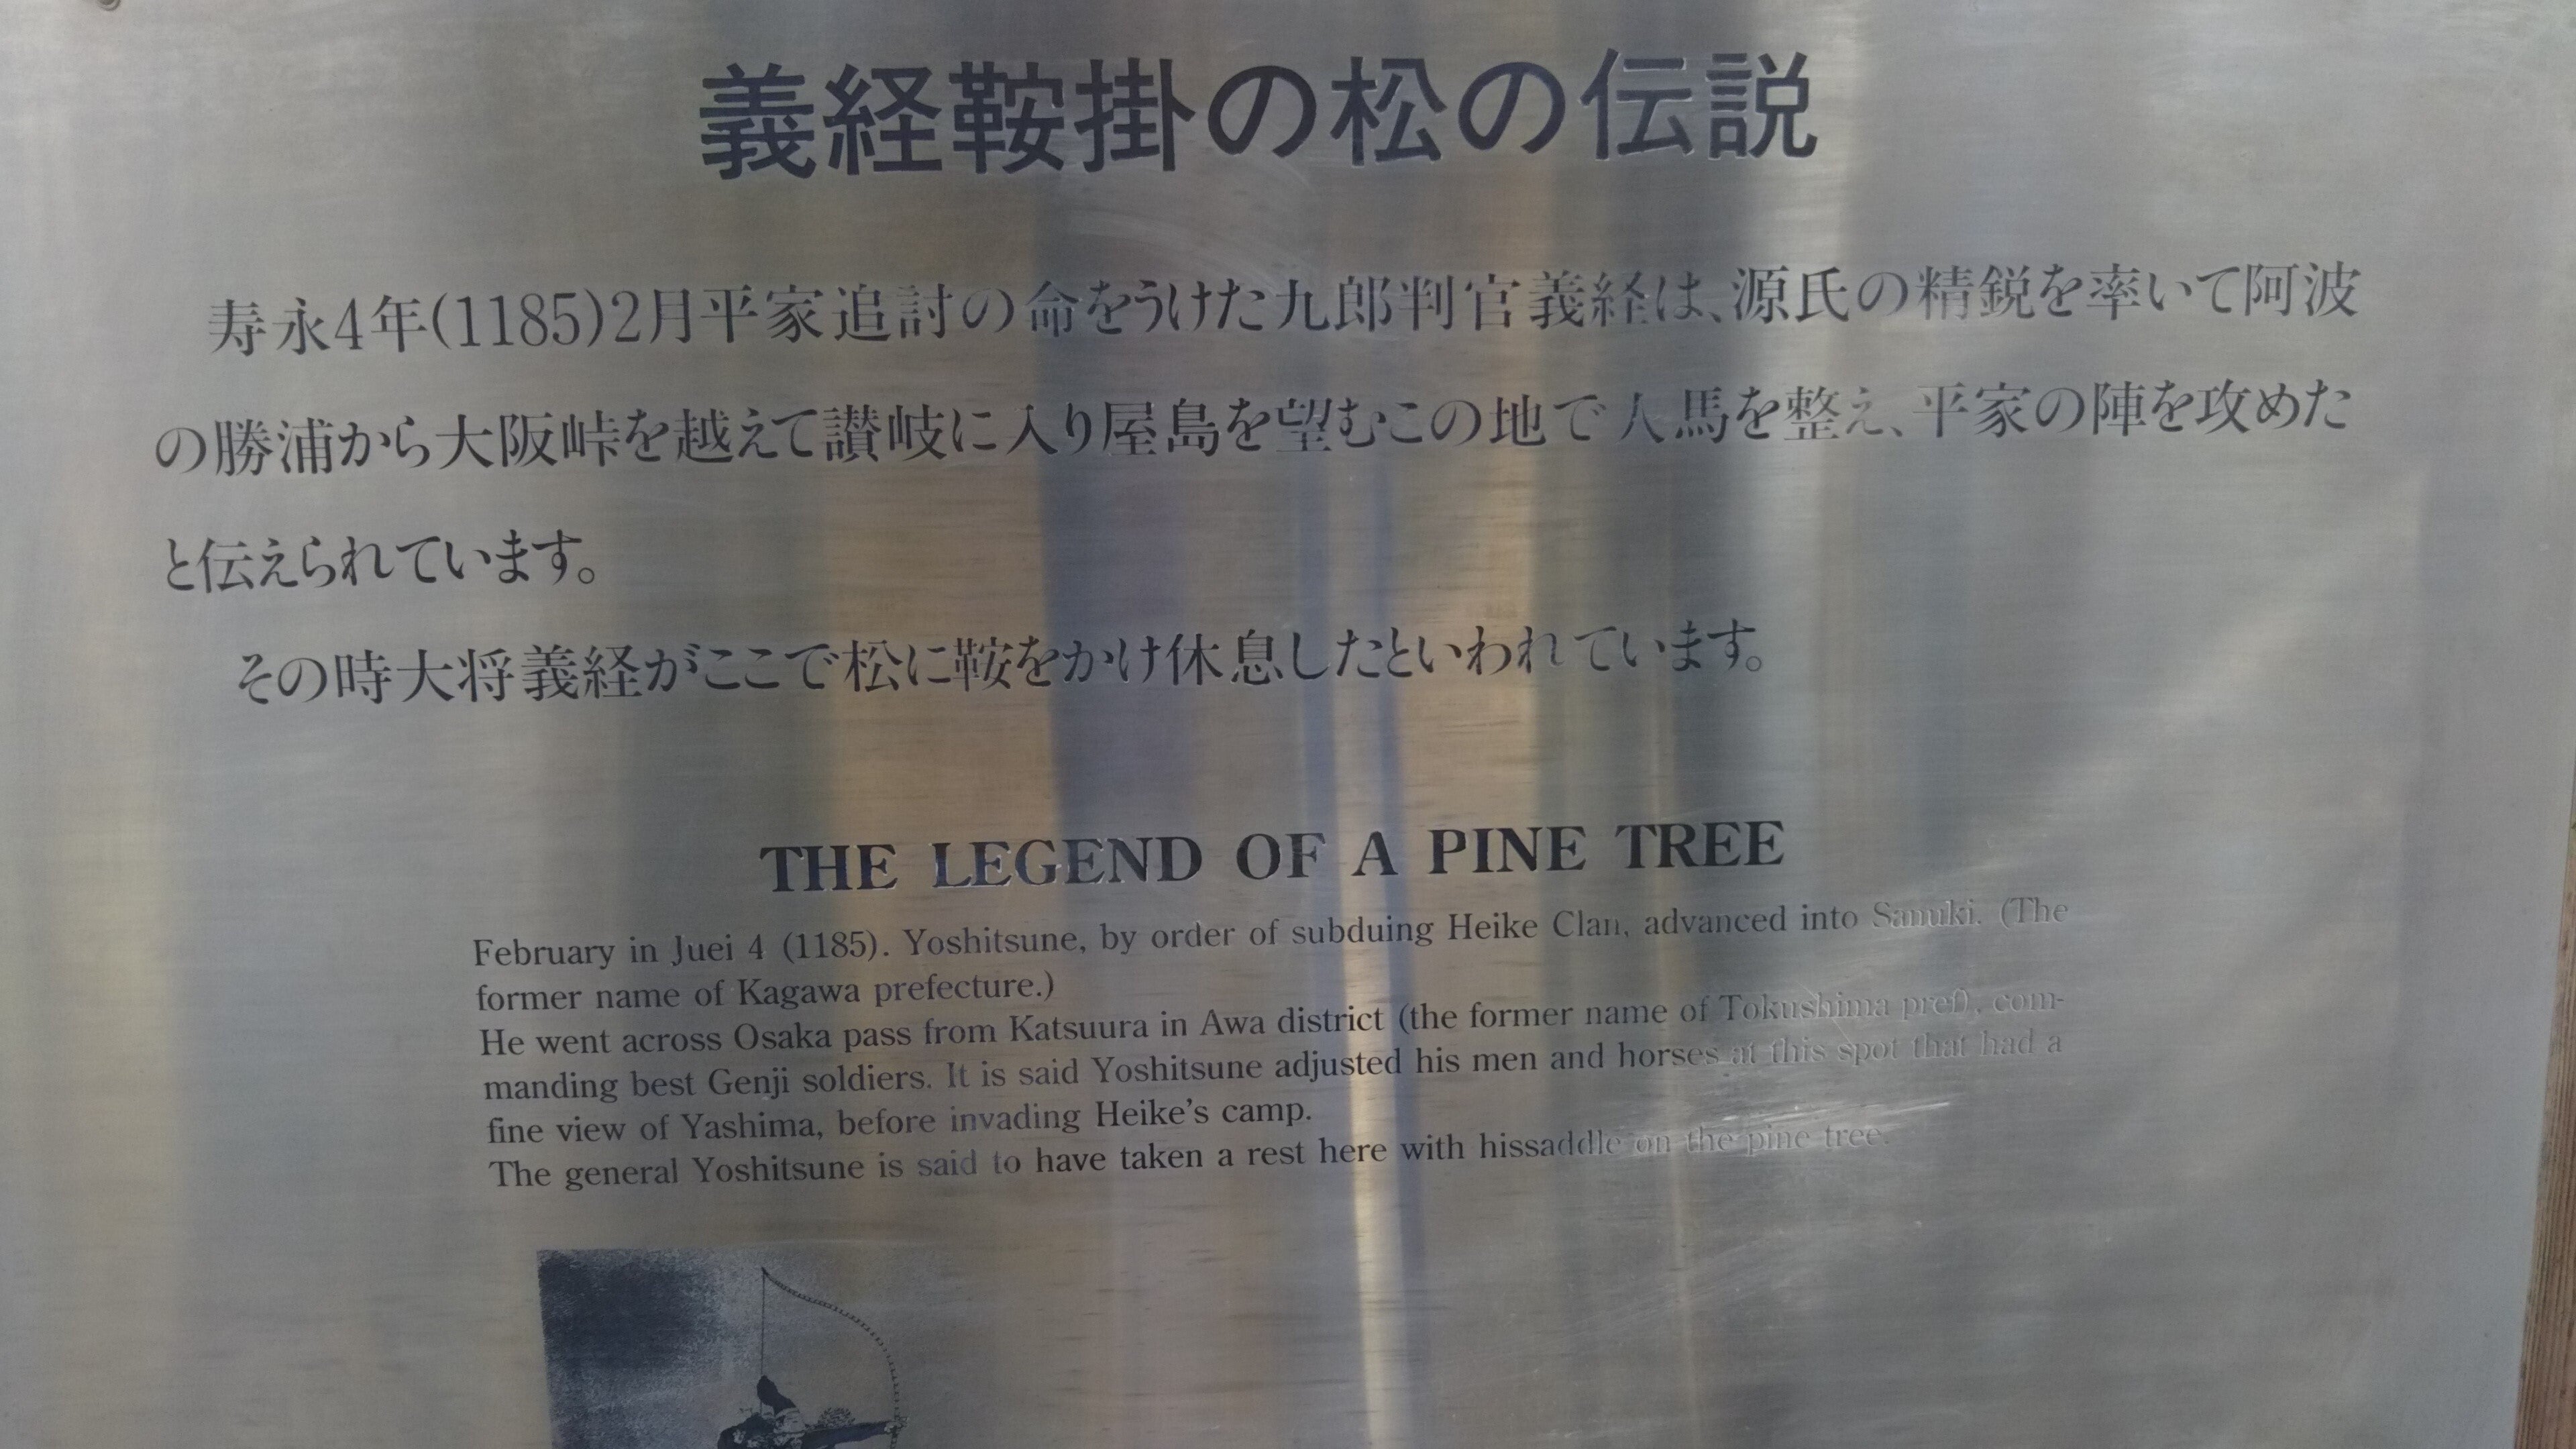 義経鞍掛の松の伝説
寿永4年(1185)2月平家追討の命をうけた九郎判官義経は、源氏の精鋭を率いて阿波
の勝浦から大阪峠を越えて讃岐に入り屋島を望むこの地で人馬を整え、平家の陣を攻めた
と伝えられています。
その時大将義経がここで松に鞍をかけ休息したといわれています。
THE LEGEND OF A PINE TREE
February in Juei 4 (1185). Yoshitsune, by order of subduing Heike Clan, advanced into Sanuki. (The
former name of Kagawa prefecture.)
He went across Osaka pass from Katsuura in Awa district (the former name of Tokushima pref), com-
manding best Genji soldiers. It is said Yoshitsune adjusted his men and horses at this spot that had a
fine view of Yashima, before invading Heike's camp.
The general Yoshitsune is said to have taken a rest here with hissaddle on the pine tree.